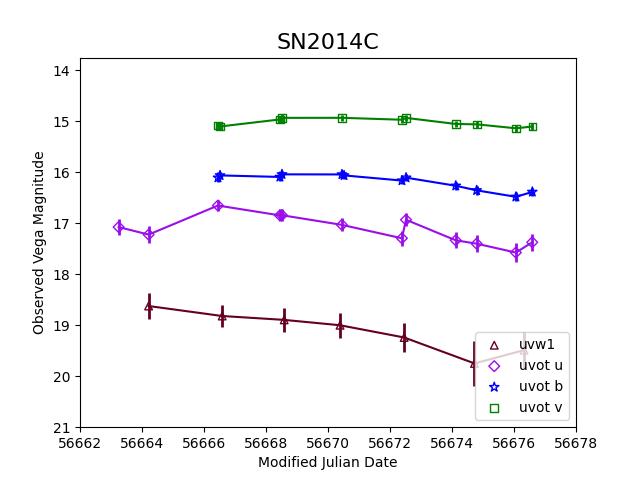 SN2014C
14
15
16
17
18
19
20
21
Observed Vega Magnitude
uvw1
uvot u
uvot b
uvot v
56662 56664 56666 56668 56670 56672 56674 56676 56678
Modified Julian Date